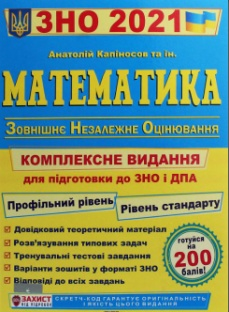 ЗНО 2021
Анатолій Капіносов та ін.
МАТЕМАТИКА
Зовнішнє Незалежне Оцінювання
КОМПЛЕКСНЕ ВИДАННЯ
для підготовки до ЗНО і ДПА
Профільний рівень
Рівень стандарту
Довідковий теоретичний матеріал
Розв'язування типових задач
Тренувальні тестові завдання
Варіанти зошитів у форматі ЗНО
Відповіді до всіх завдань
готуйся на
200
балів!
ЗАХИСТ
ВІД ПІДРОБОК
СКРЕТЧ-КОД ГАРАНТУЄ ОРИГІНАЛЬНІСТЬ
І ЯКІСТЬ ЦЬОГО ВИДАННЯ